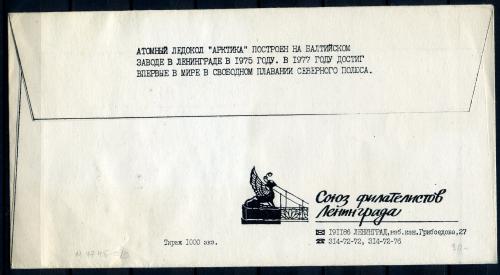 АТОМНЫЙ ЛЕДОКОЛ "АРКТИКА" ПОСТРОЕН НА БАЛТИЙСКОМ
ЗАВОДЕ В ЛЕНИНГРАДЕ В 1975 ГОДУ. В 1977 ГОДУ ДОСТИГ
ВПЕРВЫЕ В МИРЕ В СВОБОДНОМ ПЛАВАНИИ СЕВЕРНОГО ПОЛЮСА.
Союз филателистов
Ленинграда
191186 ЛЕНИНГРАД, наб.кан.Грибоедова, 27
314-72-72, 314-72-76
Тираж 1000 экз.